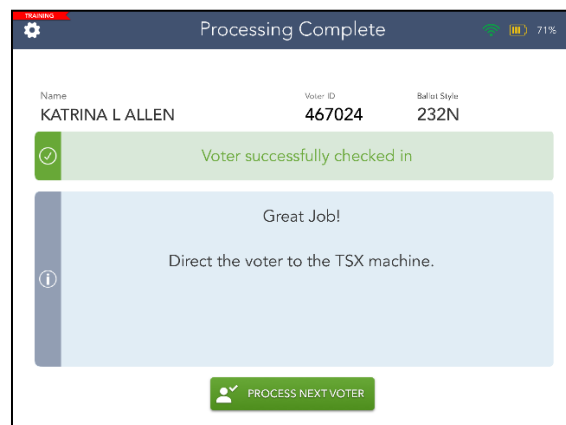 TRAINING
Processing Complete
71%
Name
Voter ID
Ballot Style
KATRINA L ALLEN
467024
232N
Voter successfully checked in
Great Job!
Direct the voter to the TSX machine.
PROCESS NEXT VOTER